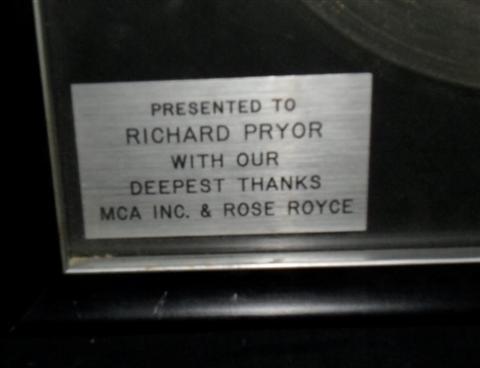 PRESENTED TO
RICHARD PRYOR
WITH OUR
DEEPEST THANKS
MCA INC. & ROSE ROYCE